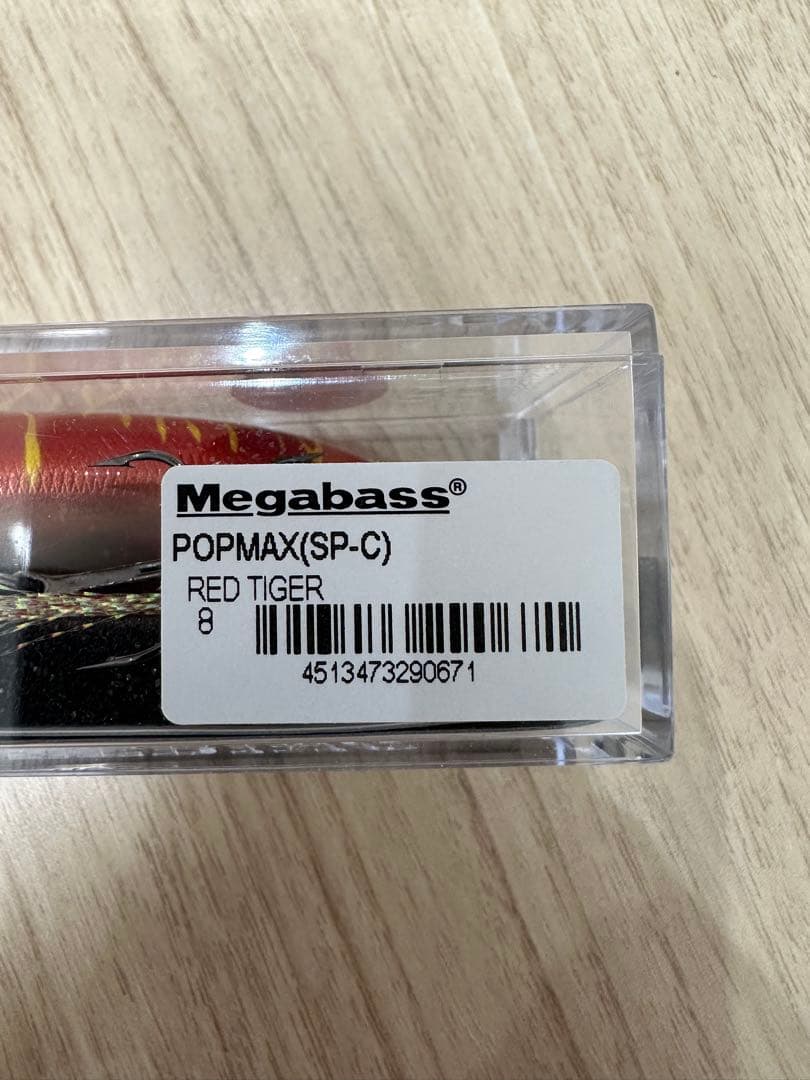 Megabass®
POPMAX(SP-C)
RED TIGER
8
4513473290671